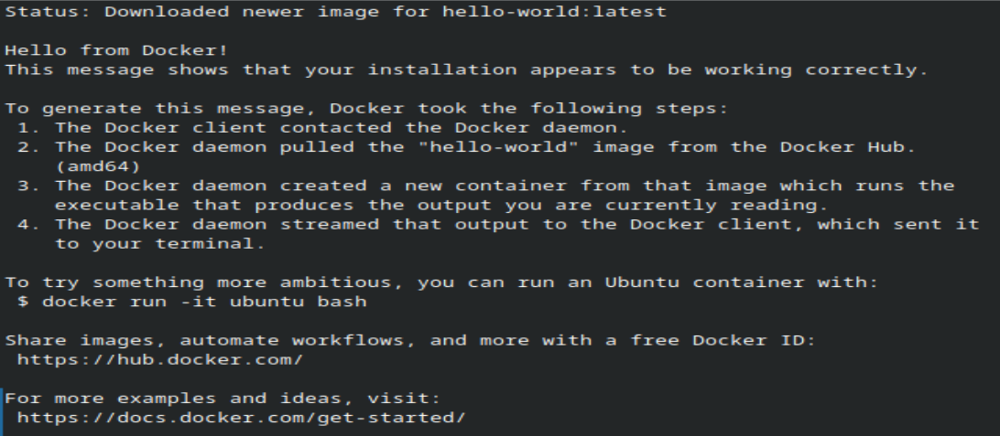 Status: Downloaded newer image for hello-world:latest
Hello from Docker!
This message shows that your installation appears to be working correctly.
To generate this message, Docker took the following steps:
1. The Docker client contacted the Docker daemon.
2. The Docker daemon pulled the "hello-world" image from the Docker Hub.
(amd64)
3. The Docker daemon created a new container from that image which runs the
executable that produces the output you are currently reading.
4. The Docker daemon streamed that output to the Docker client, which sent it
to your terminal.
To try something more ambitious, you can run an Ubuntu container with:
$ docker run -it ubuntu bash
Share images, automate workflows, and more with a free Docker ID:
https://hub.docker.com/
For more examples and ideas, visit:
https://docs.docker.com/get-started/